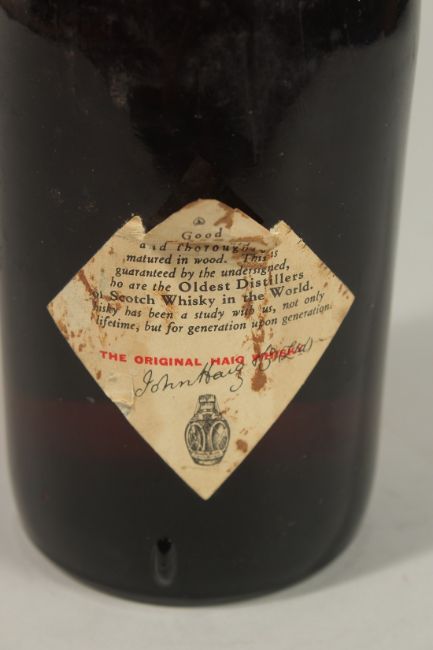 Good
and thorough
matured in wood. This is
guaranteed by the undersigned,
ho are the Oldest Distillers
Scotch Whisky in the World.
hisky has been a study with us, not only
lifetime, but for generation upon generation.
THE ORIGINAL HAIG WHISKY
John Haig & Co Ltd